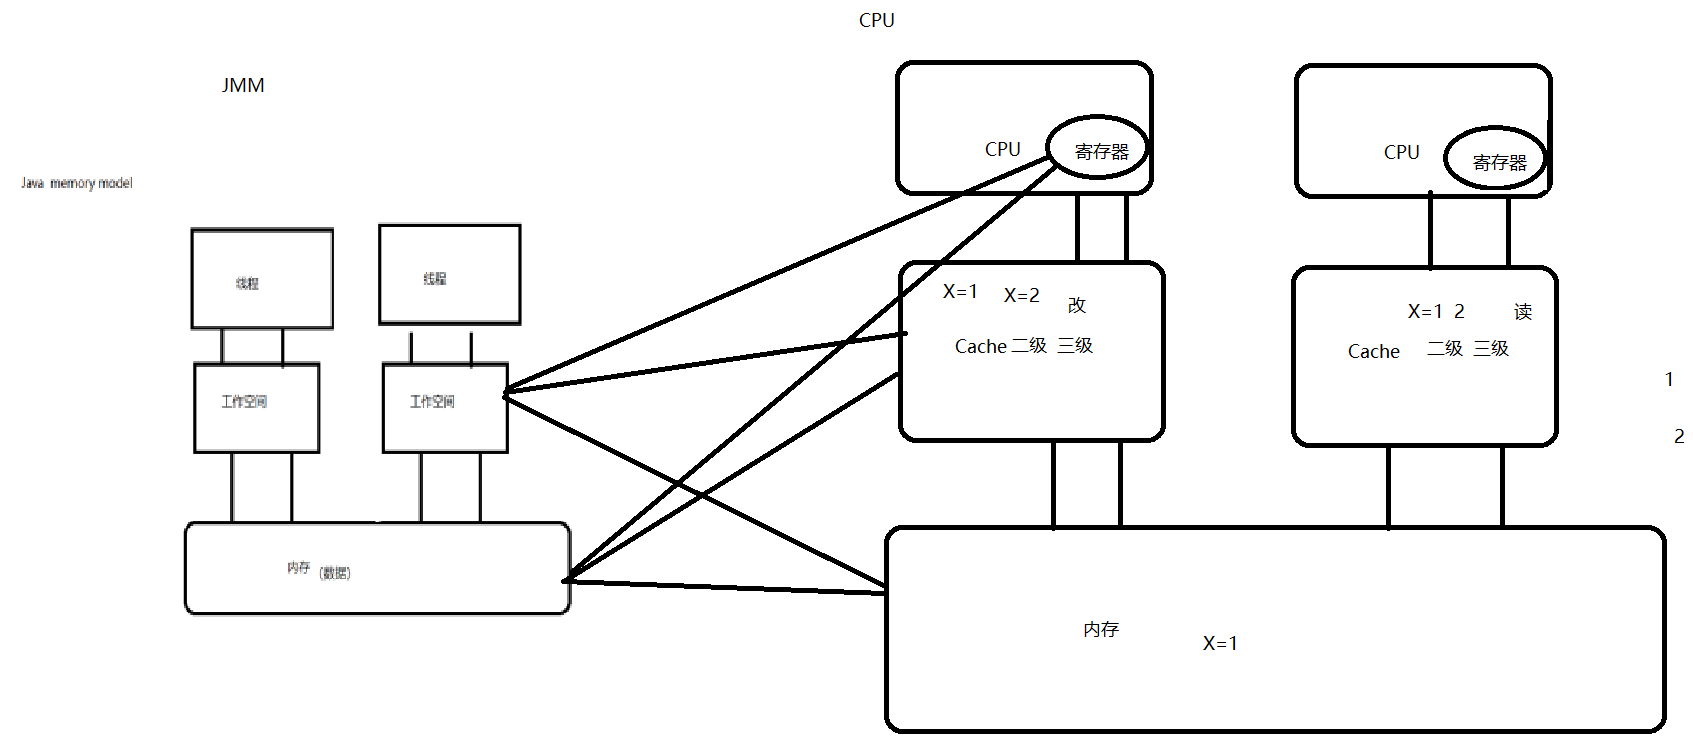 CPU
JMM
Java memory model
线程
线程
工作空间
工作空间
内存 (数据)
CPU 寄存器
CPU 寄存器
X=1 X=2 改
Cache 二级 三级
X=1 2 读
Cache 二级 三级
1
2
内存 X=1